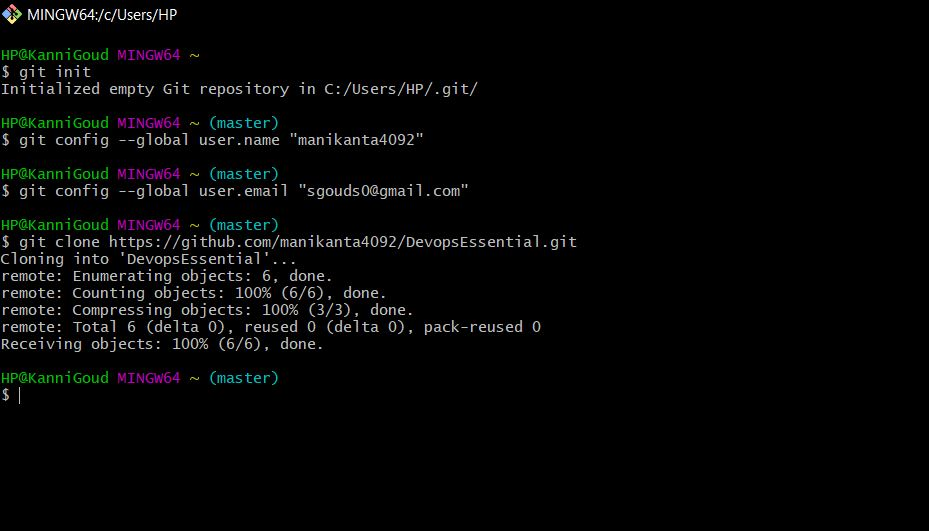 MINGW64:/c/Users/HP
HP@KanniGoud MINGW64 ~
$ git init
Initialized empty Git repository in C:/Users/HP/.git/
HP@KanniGoud MINGW64 ~ (master)
$ git config --global user.name "manikanta4092"
HP@KanniGoud MINGW64 ~ (master)
$ git config --global user.email "sgouds0@gmail.com"
HP@KanniGoud MINGW64 ~ (master)
$ git clone https://github.com/manikanta4092/DevopsEssential.git
Cloning into 'DevopsEssential'...
remote: Enumerating objects: 6, done.
remote: Counting objects: 100% (6/6), done.
remote: Compressing objects: 100% (3/3), done.
remote: Total 6 (delta 0), reused 0 (delta 0), pack-reused 0
Receiving objects: 100% (6/6), done.
HP@KanniGoud MINGW64 ~ (master)
$